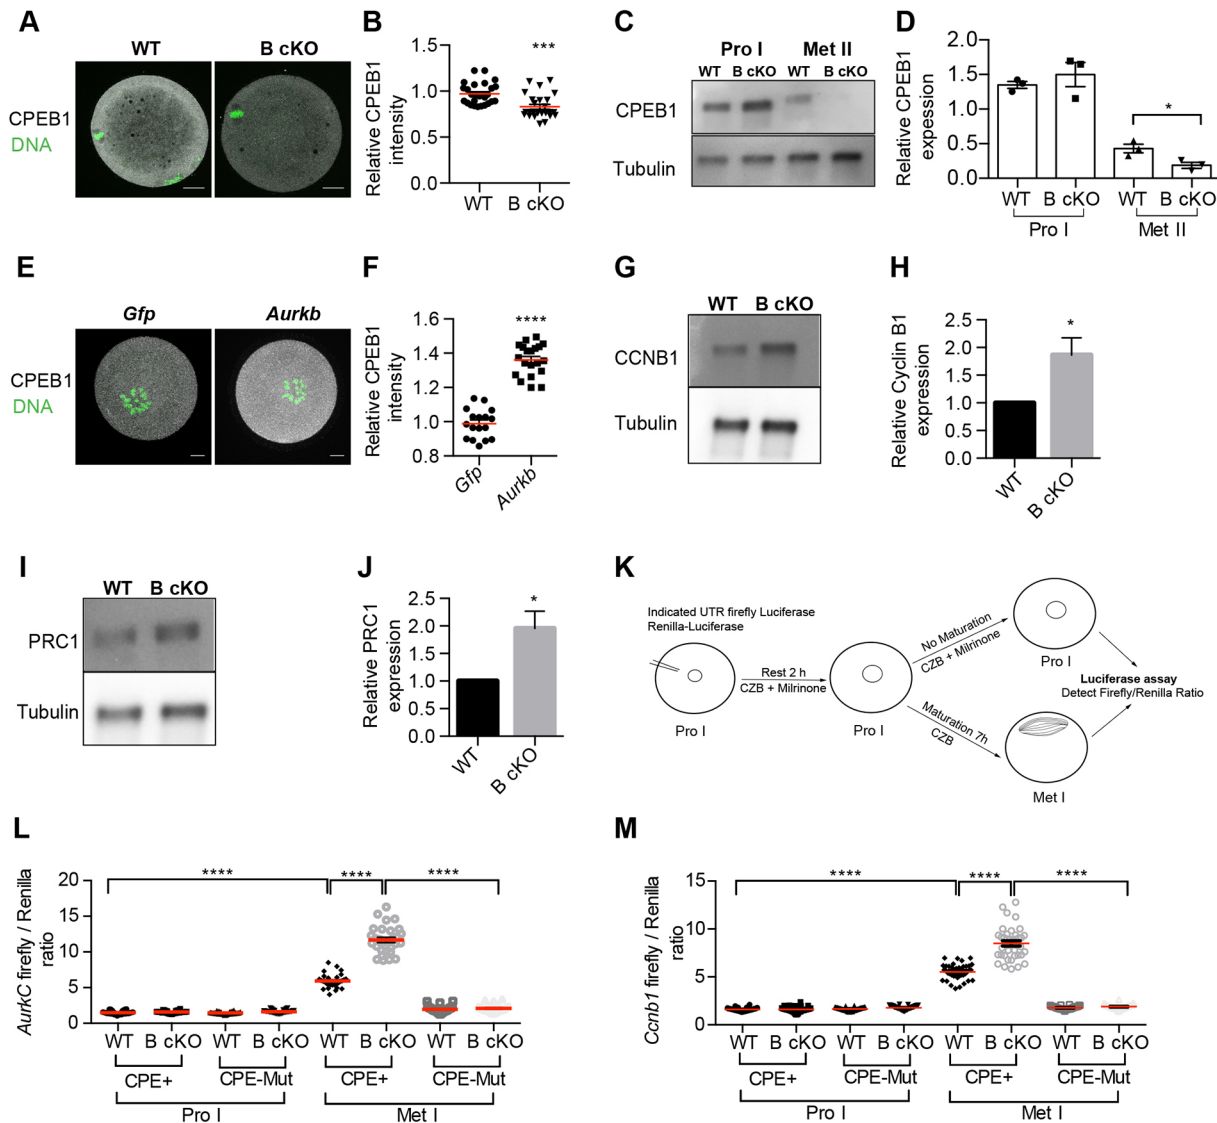 A
WT
B cKO
CPEB1
DNA
B
Relative CPEB1
intensity
1.5
1.0
0.5
0.0
***
WT
B cKO
C
Pro I
Met II
WT B cKO WT B cKO
CPEB1
Tubulin
D
Relative CPEB1
expession
2.0
1.5
1.0
0.5
0.0
*
WT B cKO WT B cKO
Pro I
Met II
E
Gfp
Aurkb
CPEB1
DNA
F
Relative CPEB1
intensity
1.6
1.4
1.2
1.0
0.8
****
Gfp
Aurkb
G
WT B cKO
CCNB1
Tubulin
H
Relative Cyclin B1
expression
2.5
2.0
1.5
1.0
0.5
0.0
*
WT
B cKO
I
WT B cKO
PRC1
Tubulin
J
Relative PRC1
expression
2.5
2.0
1.5
1.0
0.5
0.0
*
WT
B cKO
K
Indicated UTR firefly Luciferase
Renilla-Luciferase
Pro I
Rest 2 h
CZB + Milrinone
Pro I
No Maturation
CZB + Milrinone
Pro I
Maturation 7h
CZB
Met I
Luciferase assay
Detect Firefly/Renilla Ratio
L
AurkC firefly / Renilla
ratio
20
15
10
5
0
****
****
****
WT B cKO WT B cKO WT B cKO WT B cKO
CPE+ CPE-Mut CPE+ CPE-Mut
Pro I Met I
M
Ccnb1 firefly / Renilla
ratio
15
10
5
0
****
****
****
WT B cKO WT B cKO WT B cKO WT B cKO
CPE+ CPE-Mut CPE+ CPE-Mut
Pro I Met I